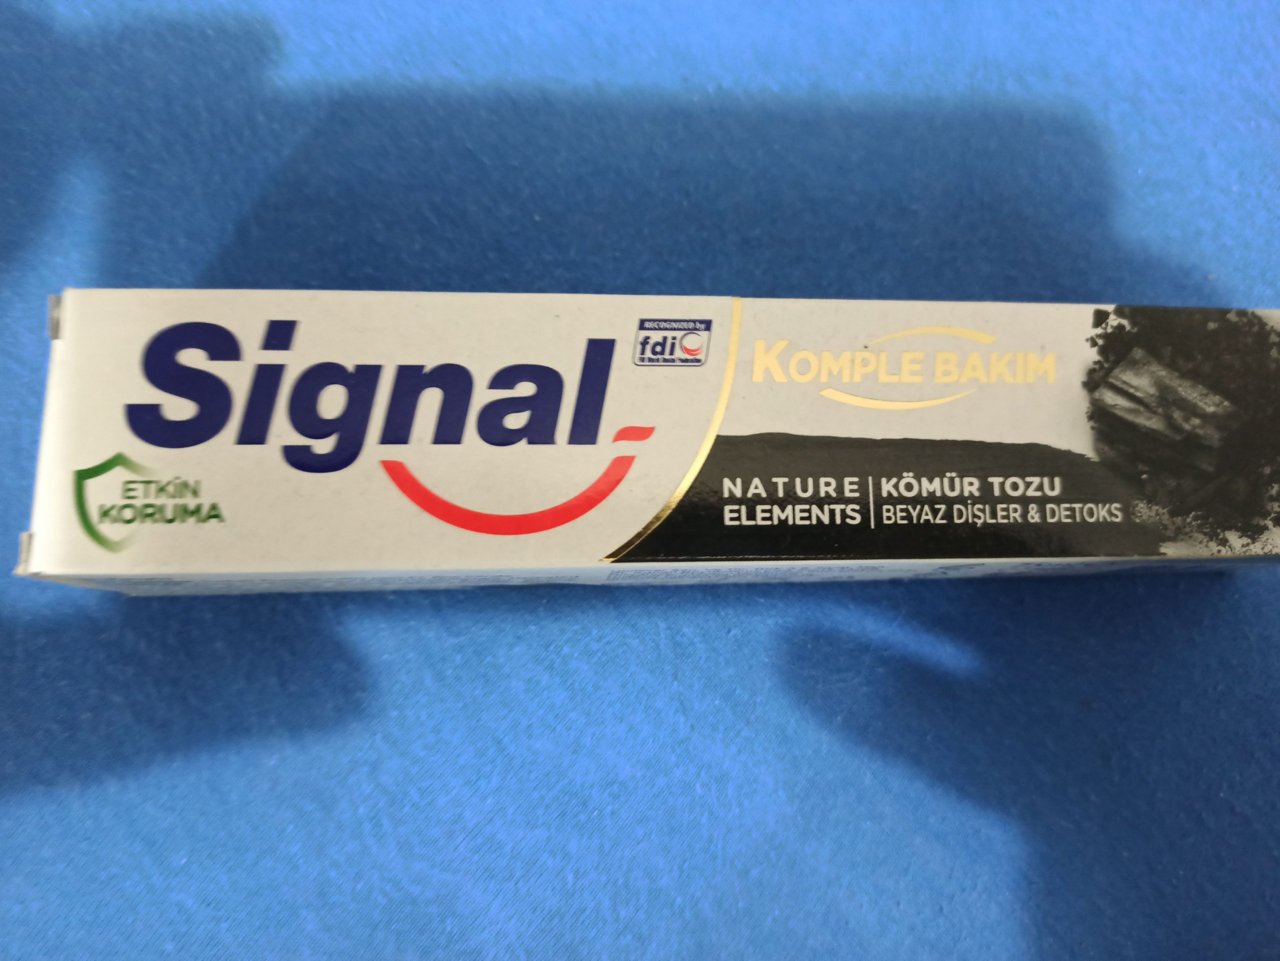 Signal
ETKİN
KORUMA
RECOGNIZED by
fdi
KOMPLE BAKIM
NATURE
ELEMENTS
KÖMÜR TOZU
BEYAZ DİŞLER & DETOKS